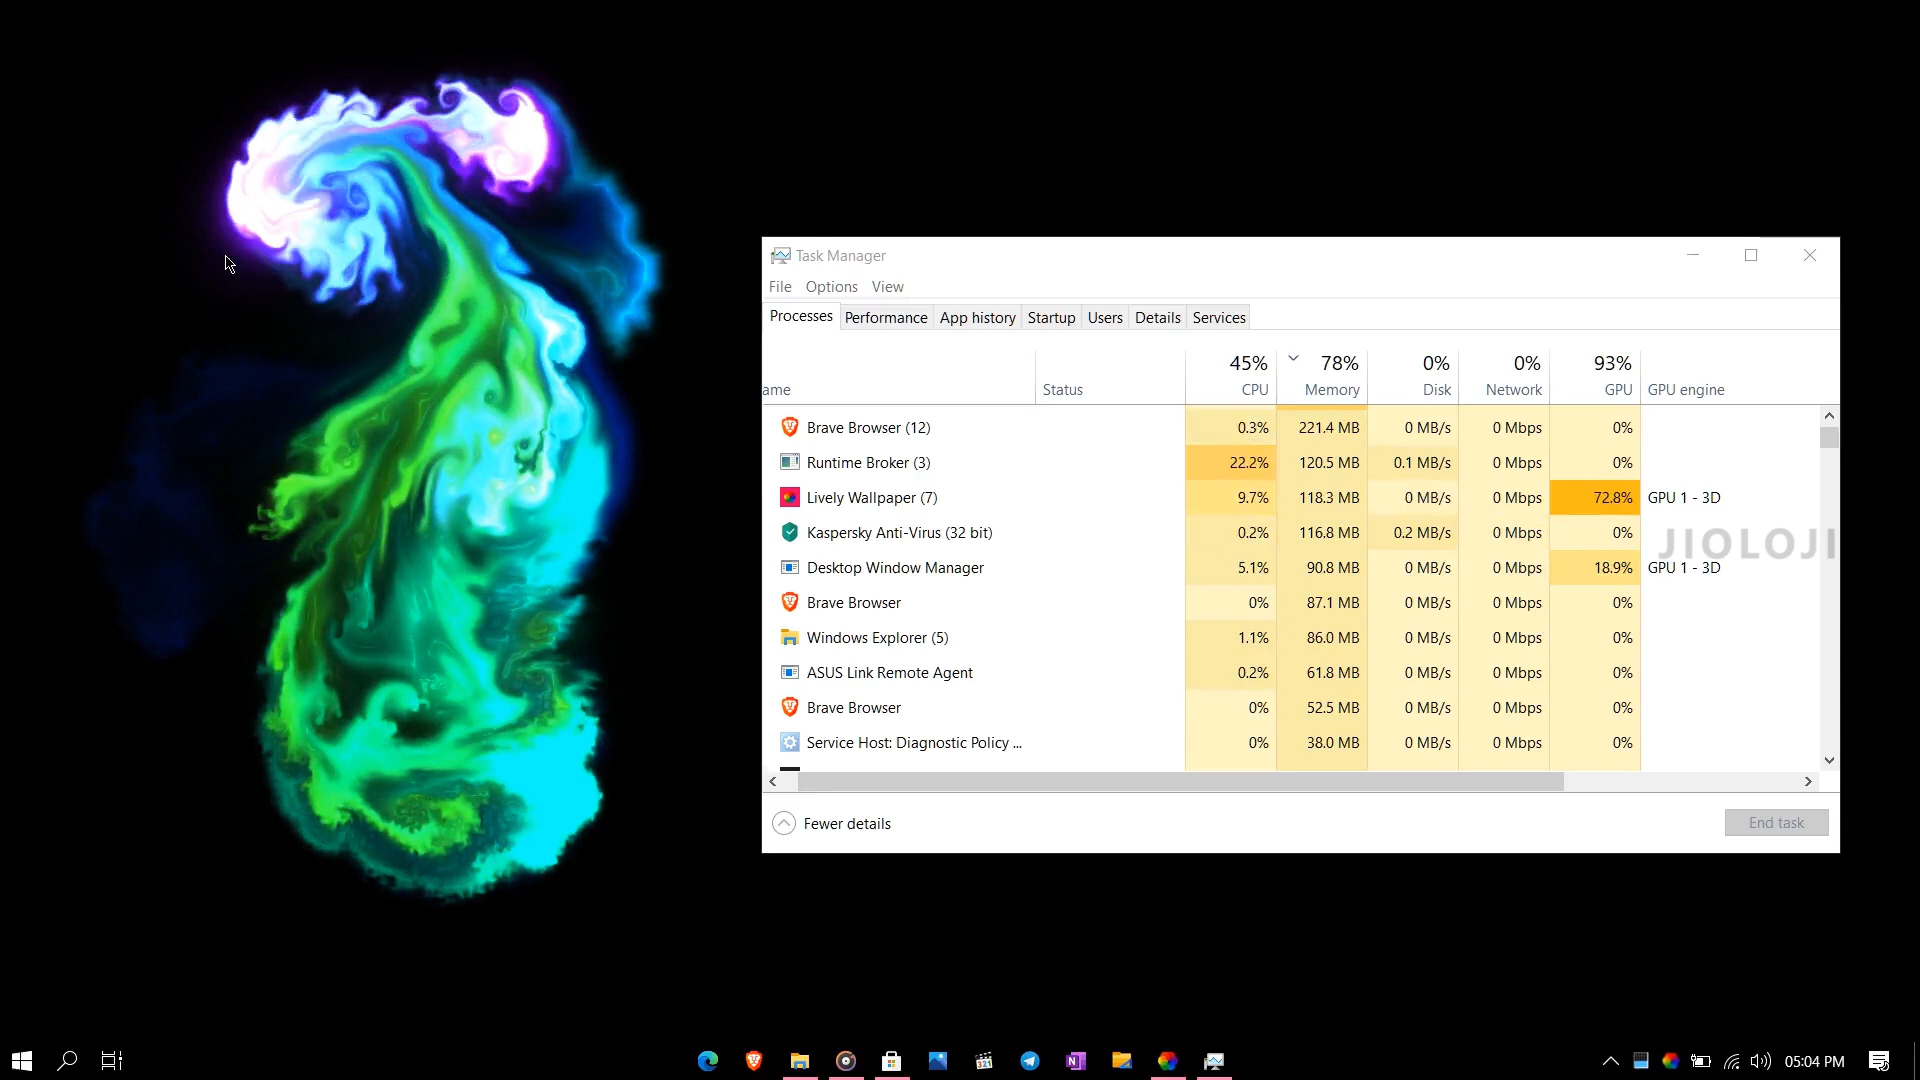 Task Manager
File Options View
Processes Performance App history Startup Users Details Services
45% 78% 0% 0% 93%
ame Status CPU Memory Disk Network GPU GPU engine
Brave Browser (12) 0.3% 221.4 MB 0 MB/s 0 Mbps 0%
Runtime Broker (3) 22.2% 120.5 MB 0.1 MB/s 0 Mbps 0%
Lively Wallpaper (7) 9.7% 118.3 MB 0 MB/s 0 Mbps 72.8% GPU 1 - 3D
Kaspersky Anti-Virus (32 bit) 0.2% 116.8 MB 0.2 MB/s 0 Mbps 0%
JIOLOJI
Desktop Window Manager 5.1% 90.8 MB 0 MB/s 0 Mbps 18.9% GPU 1 - 3D
Brave Browser 0% 87.1 MB 0 MB/s 0 Mbps 0%
Windows Explorer (5) 1.1% 86.0 MB 0 MB/s 0 Mbps 0%
ASUS Link Remote Agent 0.2% 61.8 MB 0 MB/s 0 Mbps 0%
Brave Browser 0% 52.5 MB 0 MB/s 0 Mbps 0%
Service Host: Diagnostic Policy ... 0% 38.0 MB 0 MB/s 0 Mbps 0%
Fewer details End task
321
05:04 PM